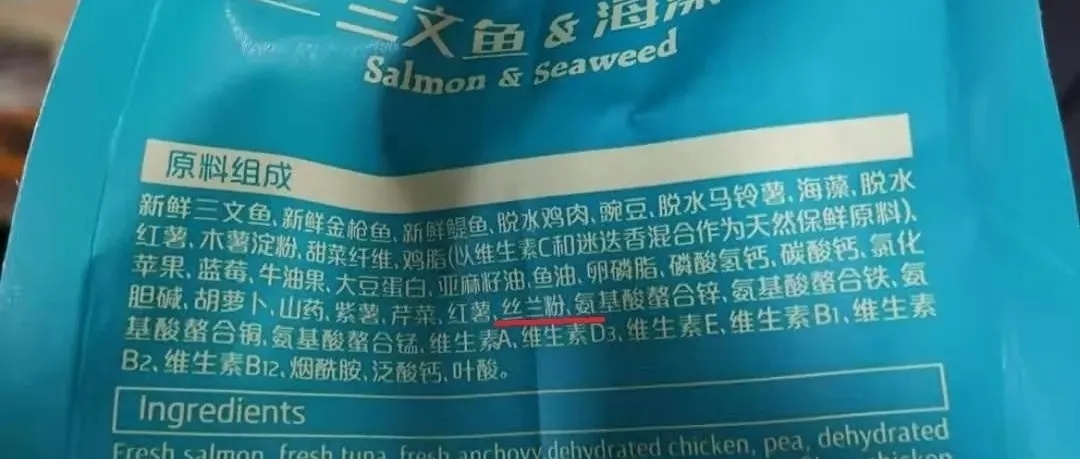 三文鱼 & 海藻
Salmon & Seaweed
原料组成
新鲜三文鱼、新鲜金枪鱼、新鲜鳀鱼、脱水鸡肉、豌豆、脱水马铃薯、海藻、脱水
红薯、木薯淀粉、甜菜纤维、鸡脂(以维生素C和迷迭香混合作为天然保鲜原料)、
苹果、蓝莓、牛油果、大豆蛋白、亚麻籽油、鱼油、卵磷脂、磷酸氢钙、碳酸钙、氯化
胆碱、胡萝卜、山药、紫薯、芹菜、红薯、丝兰粉、氨基酸螯合锌、氨基酸螯合铁、氨
基酸螯合铜、氨基酸螯合锰、维生素A、维生素D3、维生素E、维生素B1、维生素
B2、维生素B12、烟酰胺、泛酸钙、叶酸。
Ingredients
Fresh salmon, fresh tuna, fresh anchovy, dehydrated chicken, pea, dehydrated